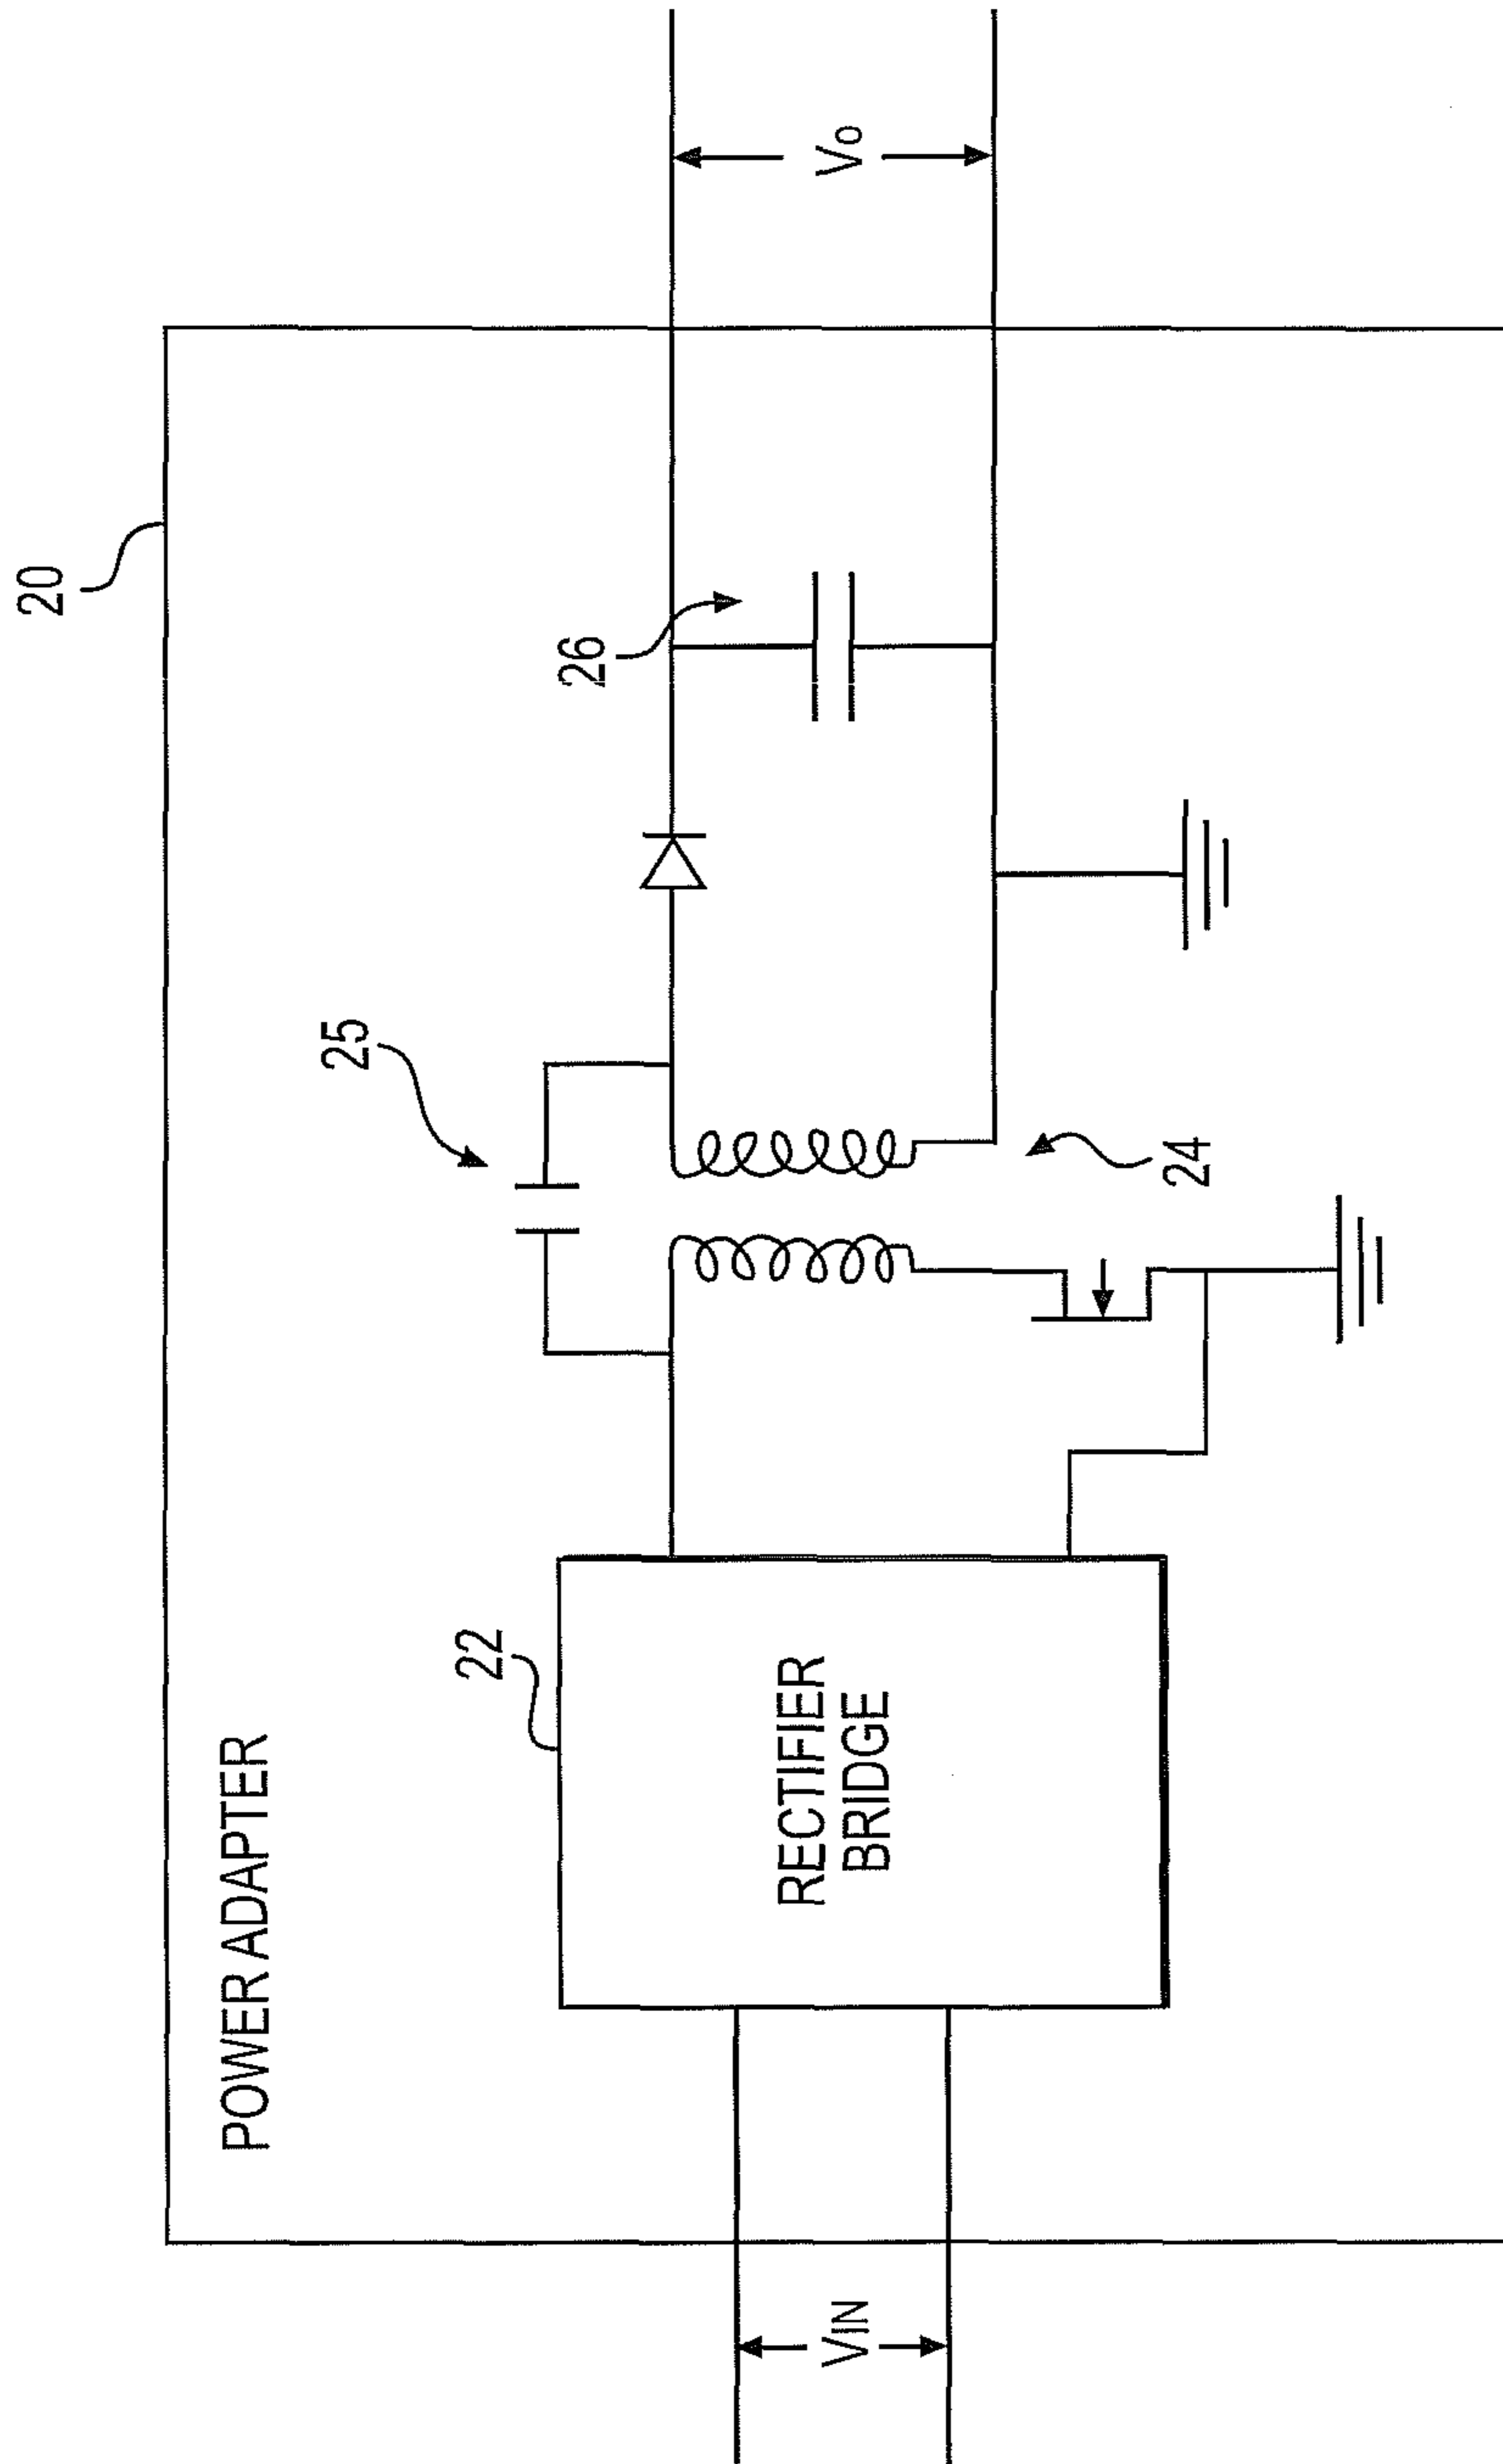 20
POWER ADAPTER
25
26
22
RECTIFIER
BRIDGE
VIN
Vo
24